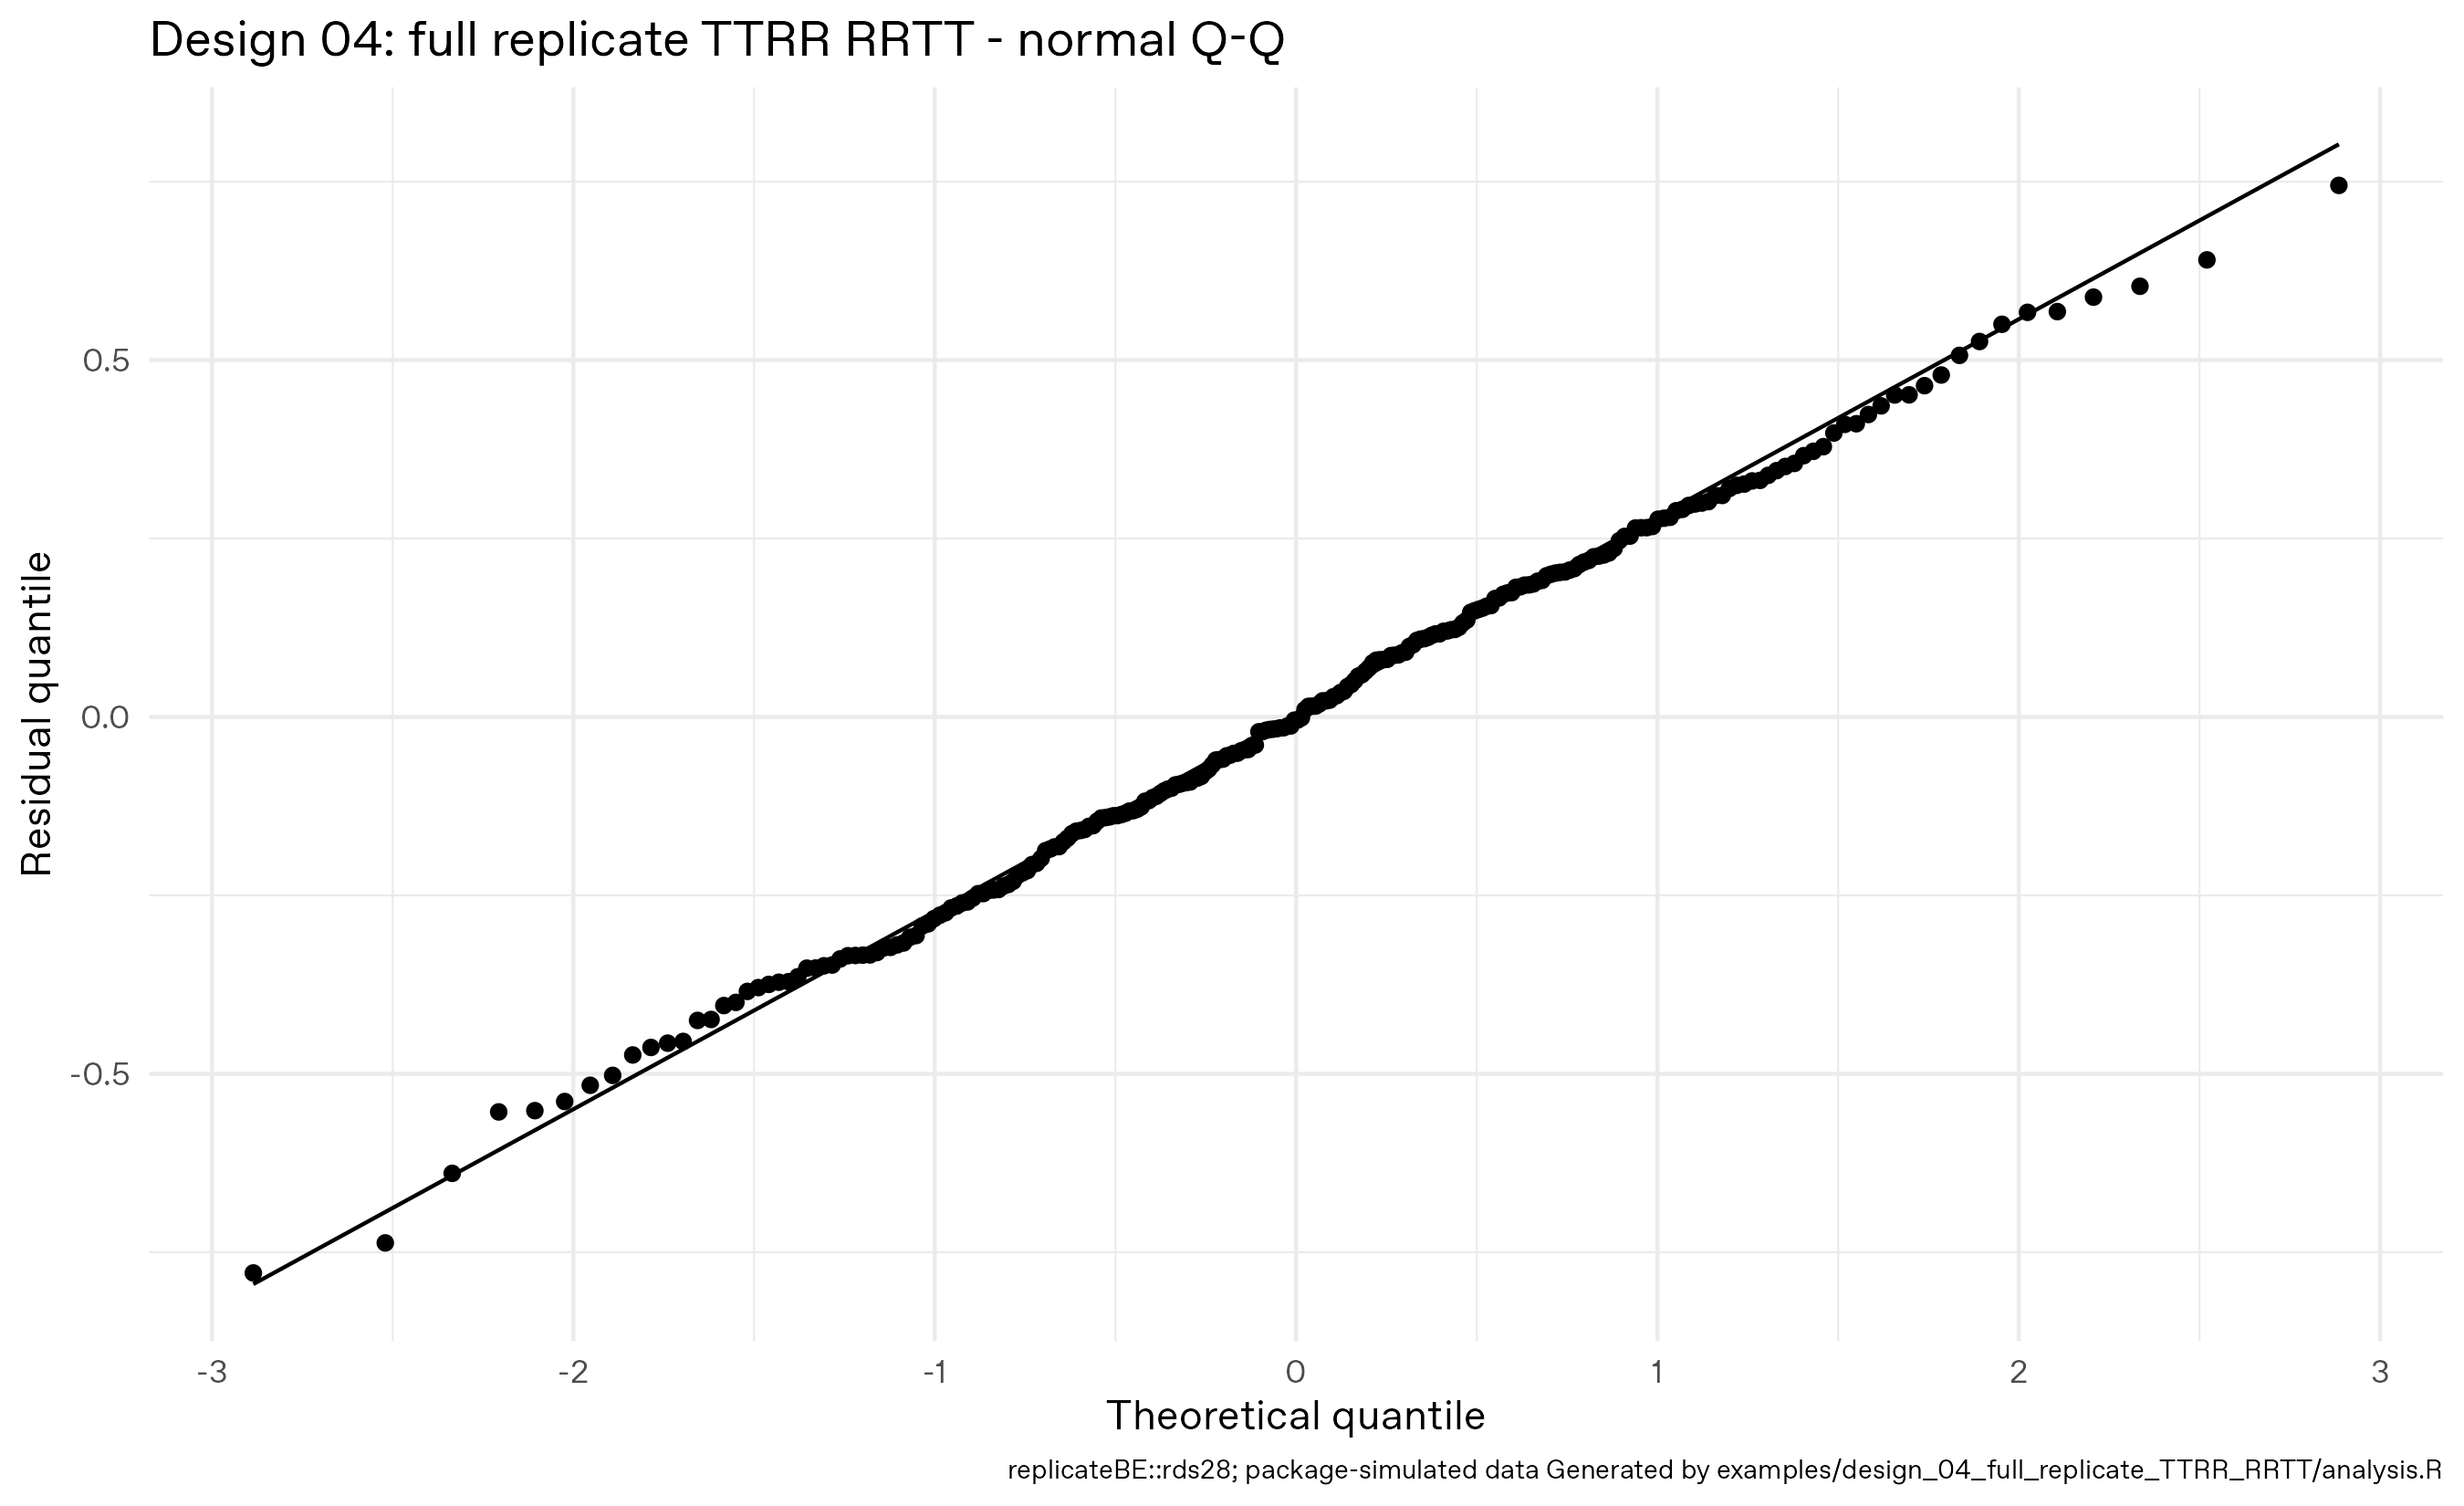 Design 04: full replicate TTRR RRTT - normal Q-Q
Residual quantile
0.5
0.0
-0.5
-3
-2
-1
0
1
2
3
Theoretical quantile
replicateBE::rds28; package-simulated data Generated by examples/design_04_full_replicate_TTRR_RRTT/analysis.R